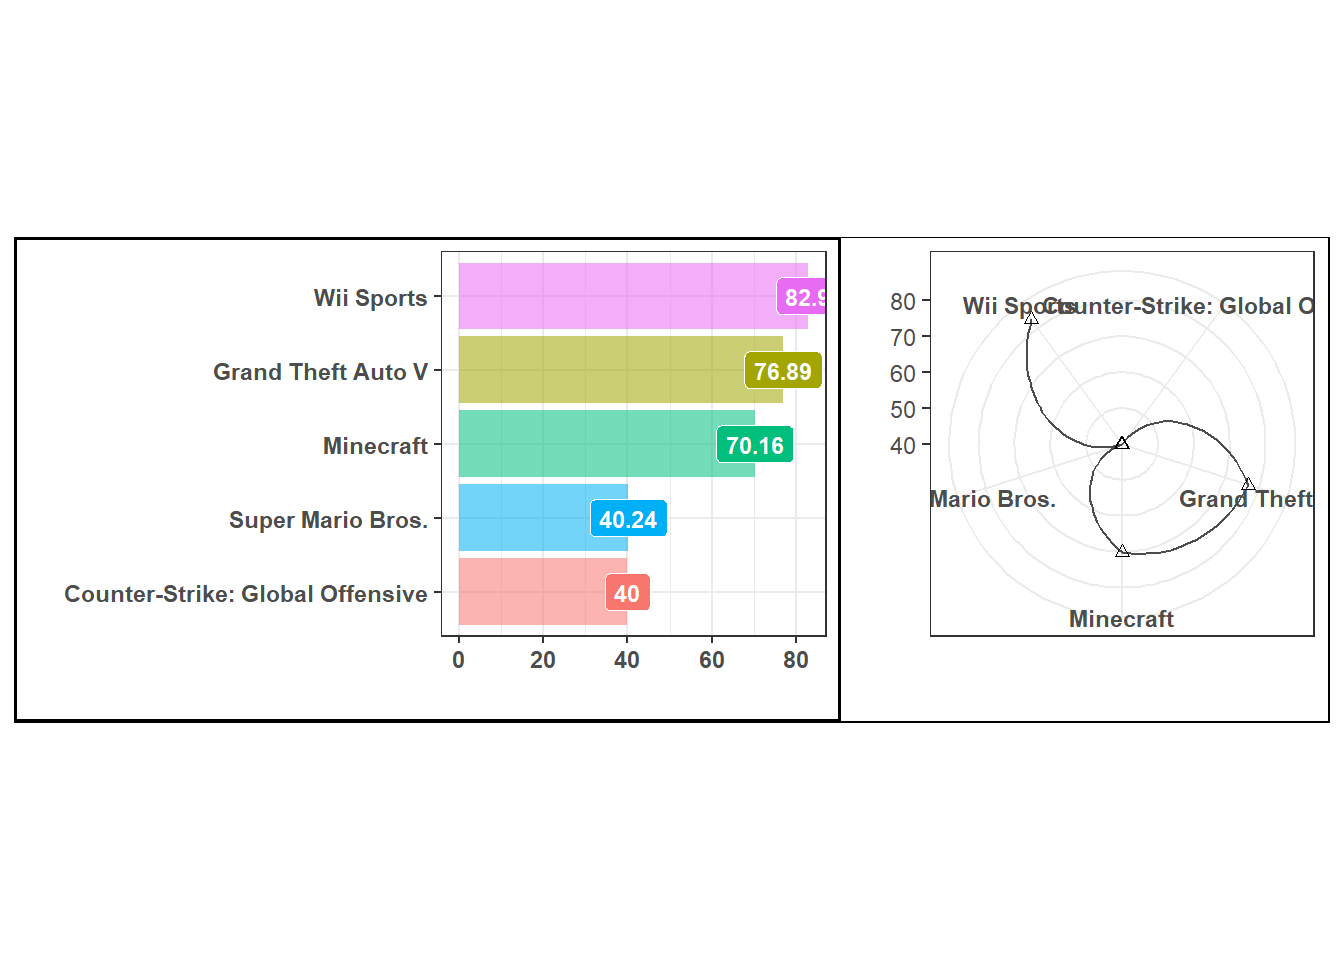 Wii Sports
82.9
Grand Theft Auto V
76.89
Minecraft
70.16
Super Mario Bros.
40.24
Counter-Strike: Global Offensive
40
0 20 40 60 80
80
70
60
50
40
Wii Sports
Counter-Strike: Global O
Mario Bros.
Grand Theft
Minecraft